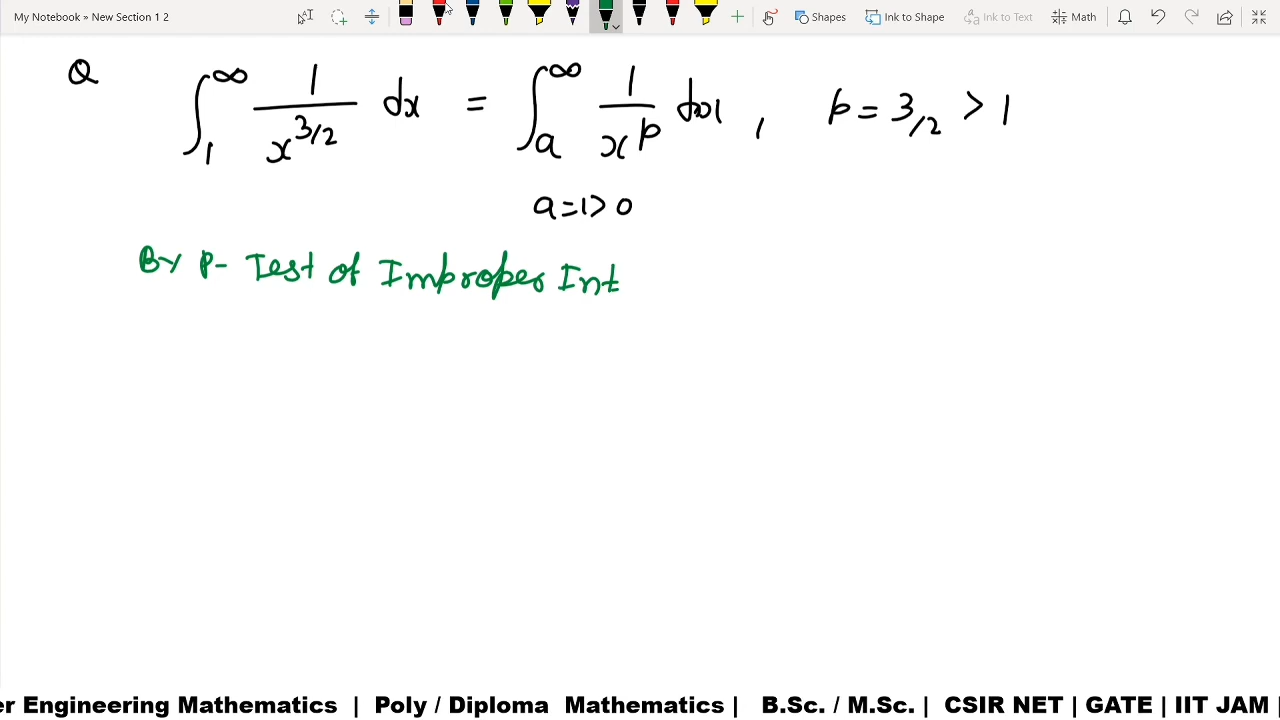 My Notebook » New Section 1 2
Shapes Ink to Shape Ink to Text Math
Q ∫₁^∞ 1/x^{3/2} dx = ∫ₐ^∞ 1/x^p dx , p = 3/2 > 1
a=1>0
By P- Test of Improper Int
er Engineering Mathematics | Poly / Diploma Mathematics | B.Sc. / M.Sc. | CSIR NET | GATE | IIT JAM |